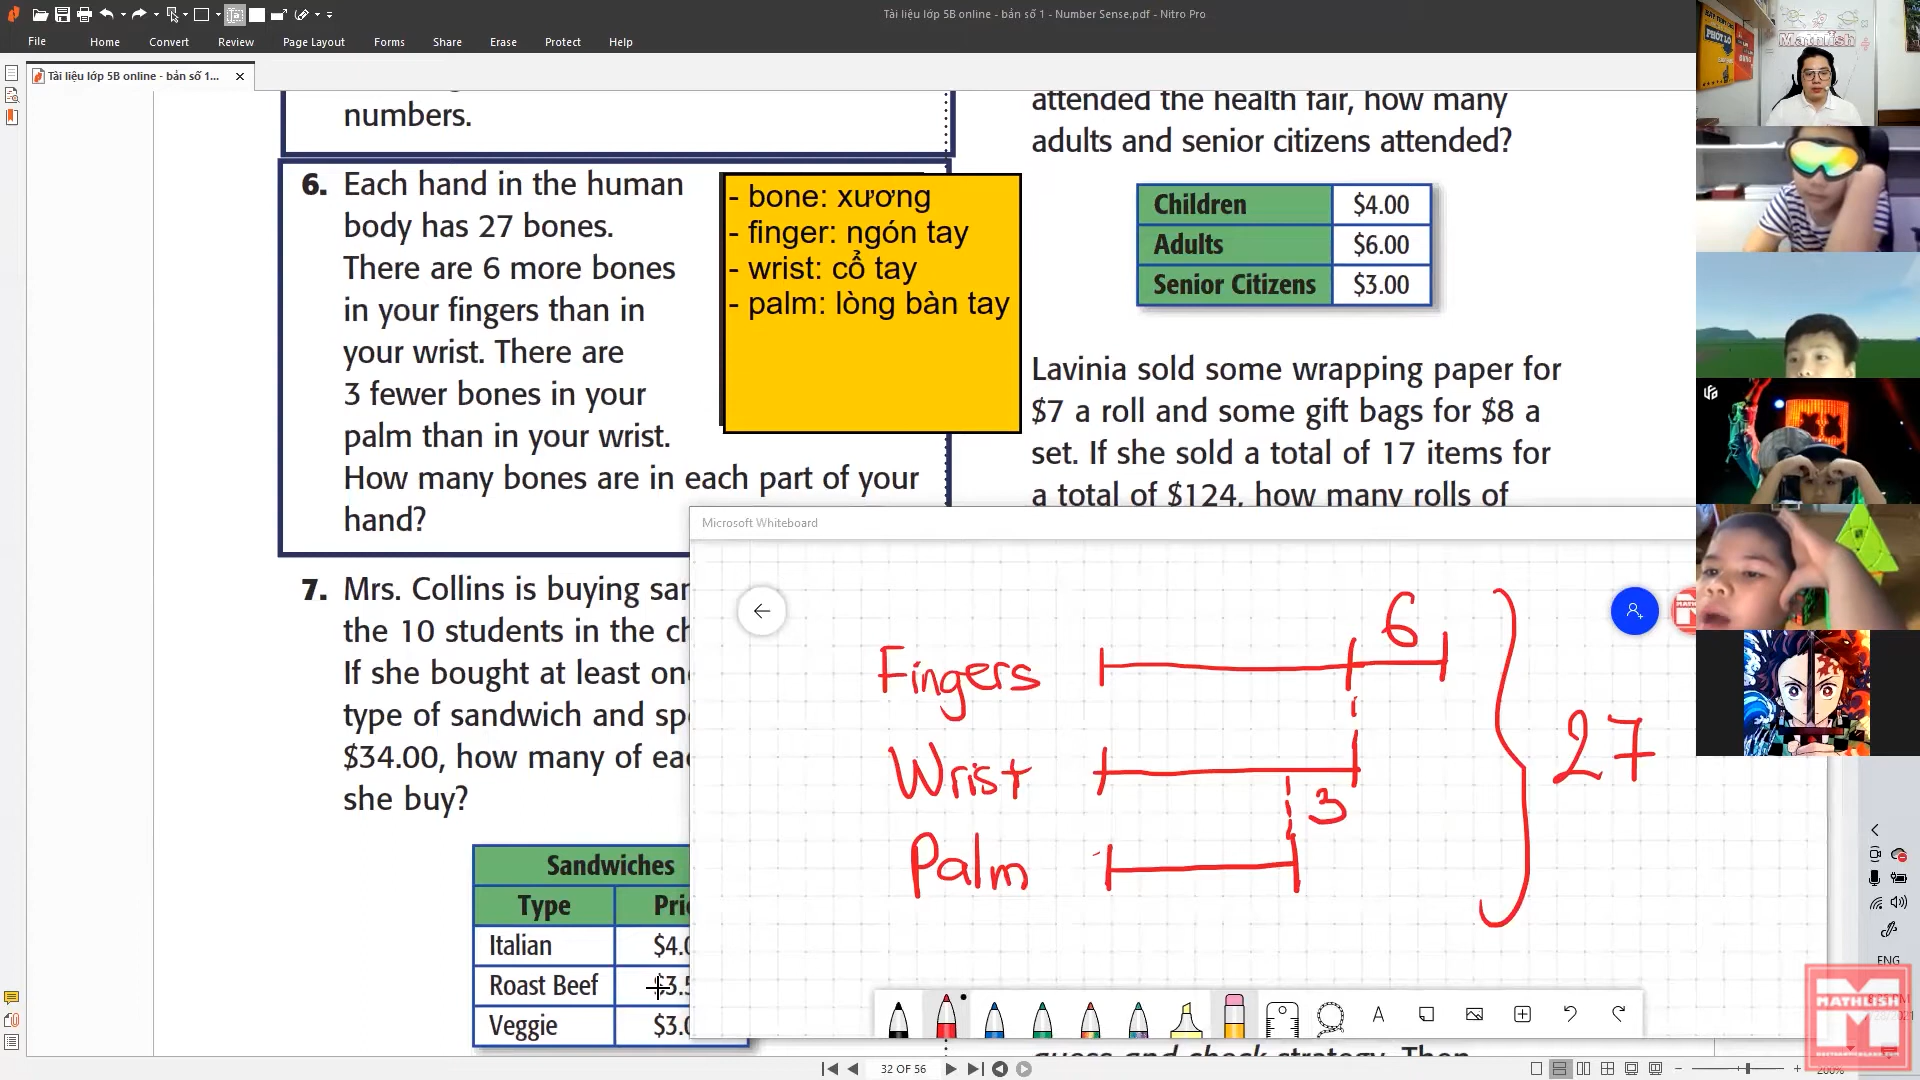 Tài liệu lớp 5B online - bản số 1 - Number Sense.pdf - Nitro Pro
File
Home
Convert
Review
Page Layout
Forms
Share
Erase
Protect
Help
Tài liệu lớp 5B online - bản số 1...
numbers.
6. Each hand in the human
body has 27 bones.
There are 6 more bones
in your fingers than in
your wrist. There are
3 fewer bones in your
palm than in your wrist.
How many bones are in each part of your
hand?
- bone: xương
- finger: ngón tay
- wrist: cổ tay
- palm: lòng bàn tay
7. Mrs. Collins is buying
the 10 students in the
If she bought at least
type of sandwich and
$34.00, how many of
she buy?
Sandwiches
Type
Italian
Roast Beef
Veggie
attended the health fair, how many
adults and senior citizens attended?
Children $4.00
Adults $6.00
Senior Citizens $3.00
Lavinia sold some wrapping paper for
$7 a roll and some gift bags for $8 a
set. If she sold a total of 17 items for
a total of $124, how many rolls of
Microsoft Whiteboard
Fingers
6
Wrist
3
Palm
27
guess and check strategy. Then
32 OF 56
200%
ENG
Mathlish
MATHLISH